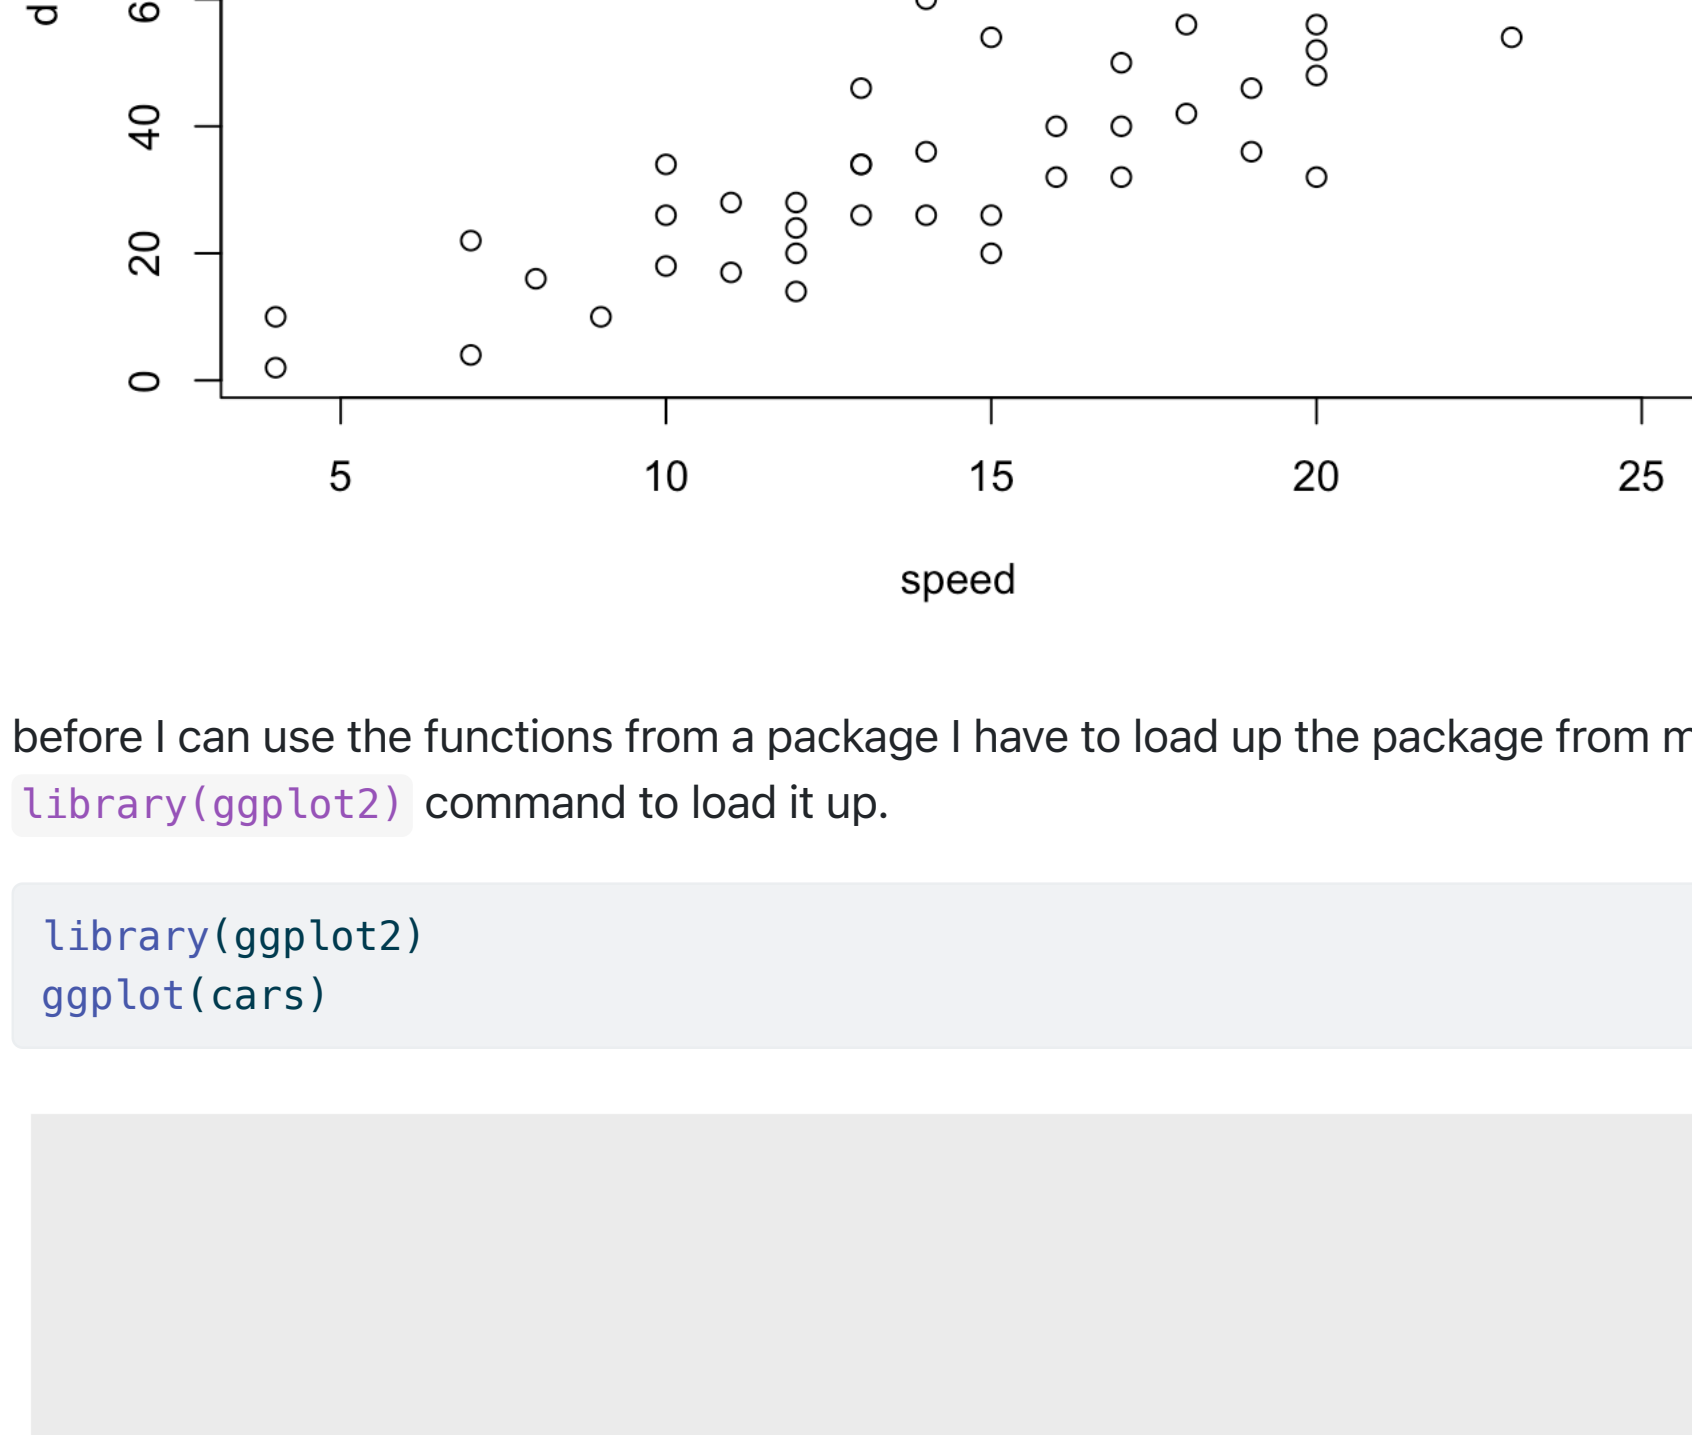 d
6
40
20
0
5 10 15 20 25
speed
before I can use the functions from a package I have to load up the package from
library(ggplot2) command to load it up.
library(ggplot2)
ggplot(cars)